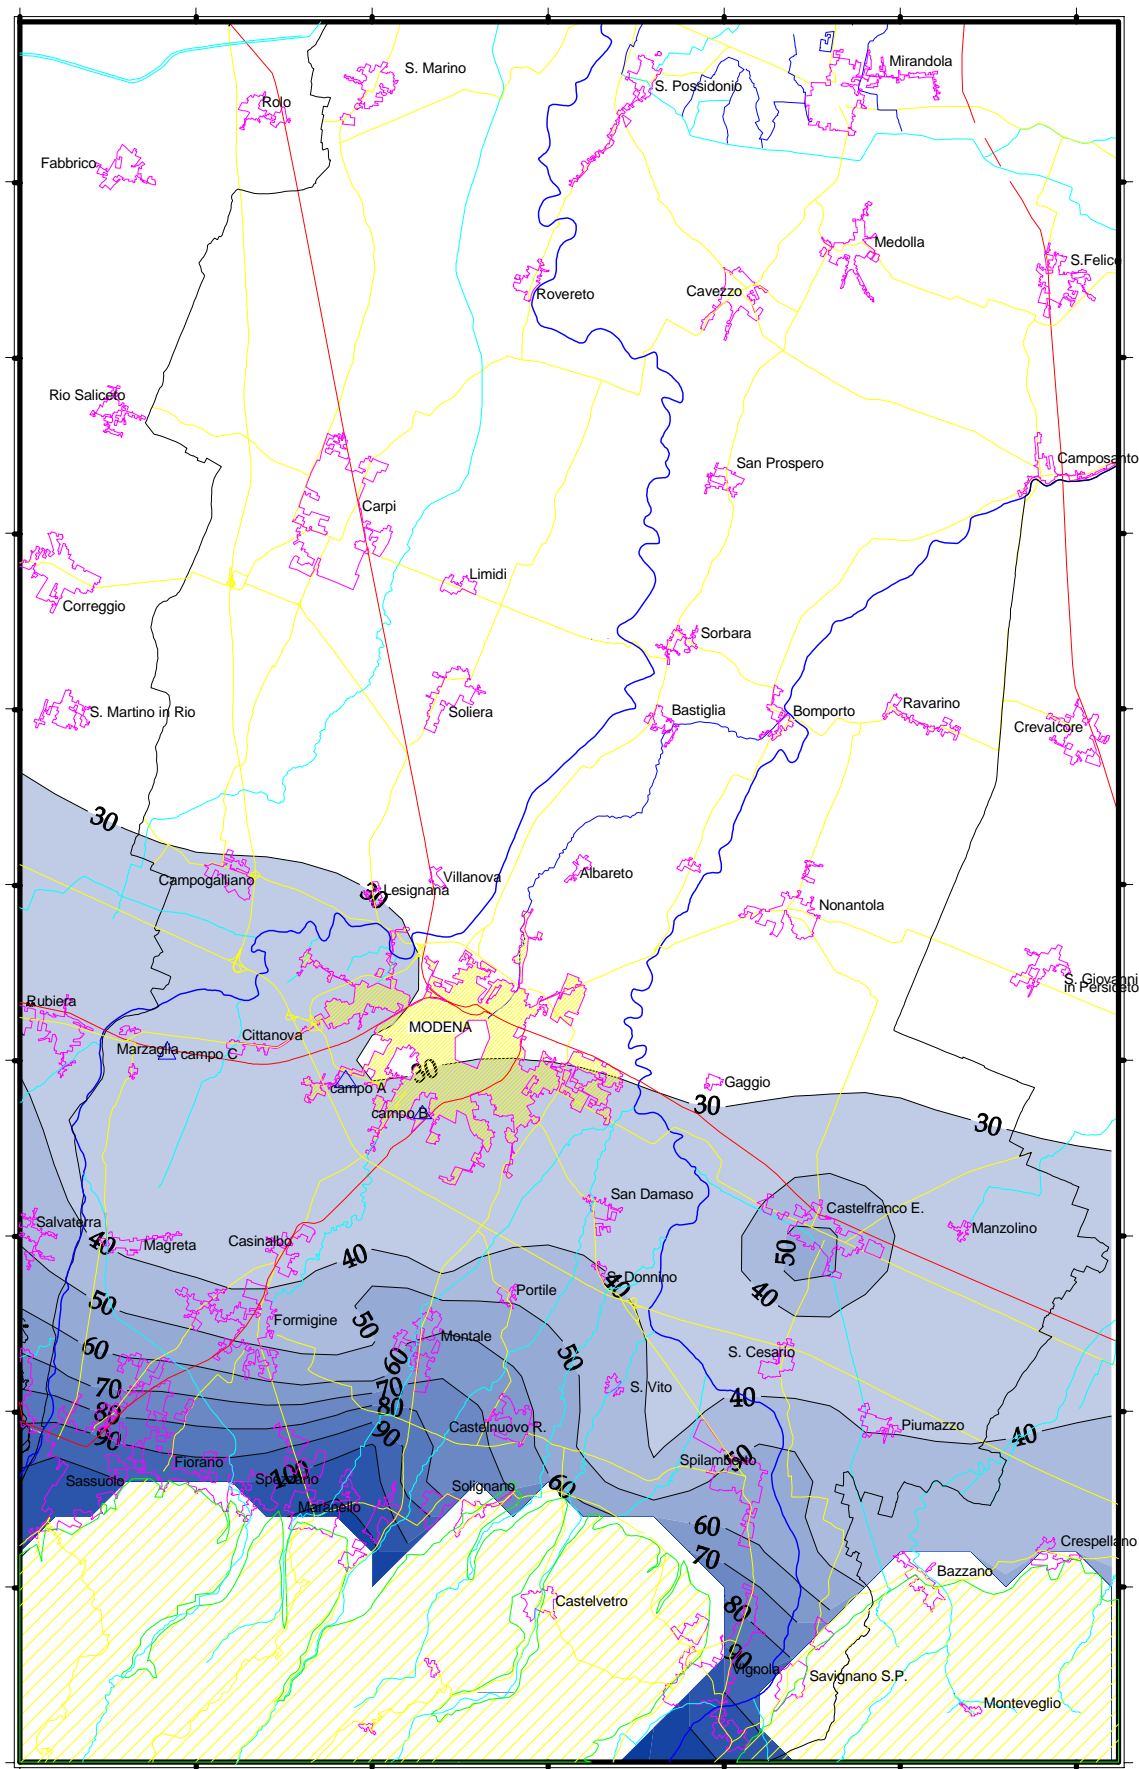 S. Marino
Mirandola
S. Possidonio
Rolo
Fabbrico
Medolla
S.Felice
Rovereto
Cavezzo
Rio Saliceto
San Prospero
Camposanto
Carpi
Limidi
Correggio
Sorbara
S. Martino in Rio
Soliera
Bastiglia
Bomporto
Ravarino
Crevalcore
30
Campogalliano
30
Lesignana
Villanova
Albareto
Nonantola
S. Giovanni
in Persiceto
Rubiera
Cittanova
MODENA
Marzaglia
campo C
30
campo A
campo B
Gaggio
30
30
San Damaso
Castelfranco E.
Manzolino
Salvaterra
40
Magreta
Casinalbo
40
50
S. Donnino
40
Portile
40
50
Formigine
50
Montale
60
60
50
S. Cesario
70
70
S. Vito
40
80
80
90
90
Castelnuovo R.
Piumazzo
40
Spilamberto
50
Fiorano
Sassuolo
100
Spezzano
Solignano
60
Maranello
60
70
Crespellano
Bazzano
Castelvetro
80
90
Vignola
Savignano S.P.
Monteveglio